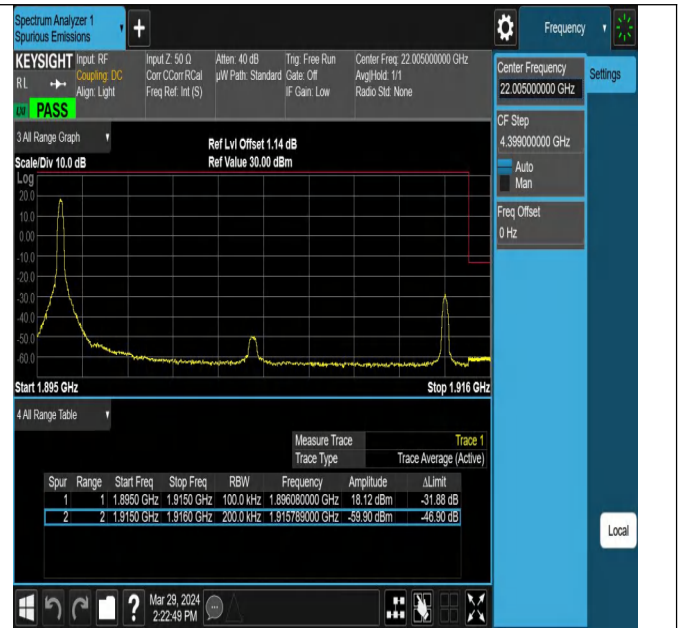 Spectrum Analyzer 1
Spurious Emissions
Frequency
KEYSIGHT Input: RF
RL
Coupling: DC
Align: Light
Input Z: 50 Ω
Corr CCorr RCal
Freq Ref: Int (S)
Atten: 40 dB
µW Path: Standard
Trig: Free Run
Gate: Off
IF Gain: Low
Center Freq: 22.005000000 GHz
Avg|Hold: 1/1
Radio Std: None
PASS
Center Frequency
22.005000000 GHz
Settings
CF Step
4.399000000 GHz
Auto
Man
Freq Offset
0 Hz
3 All Range Graph
Ref Lvl Offset 1.14 dB
Scale/Div 10.0 dB
Ref Value 30.00 dBm
Log
20.0
10.0
0.00
-10.0
-20.0
-30.0
-40.0
-50.0
-60.0
Start 1.895 GHz
Stop 1.916 GHz
4 All Range Table
Measure Trace Trace 1
Trace Type Trace Average (Active)
Spur Range Start Freq Stop Freq RBW Frequency Amplitude ΔLimit
1 1 1.8950 GHz 1.9150 GHz 100.0 kHz 1.896080000 GHz 18.12 dBm -31.88 dB
2 2 1.9150 GHz 1.9160 GHz 200.0 kHz 1.915789000 GHz -59.90 dBm -46.90 dB
Local
?
Mar 29, 2024
2:22:49 PM